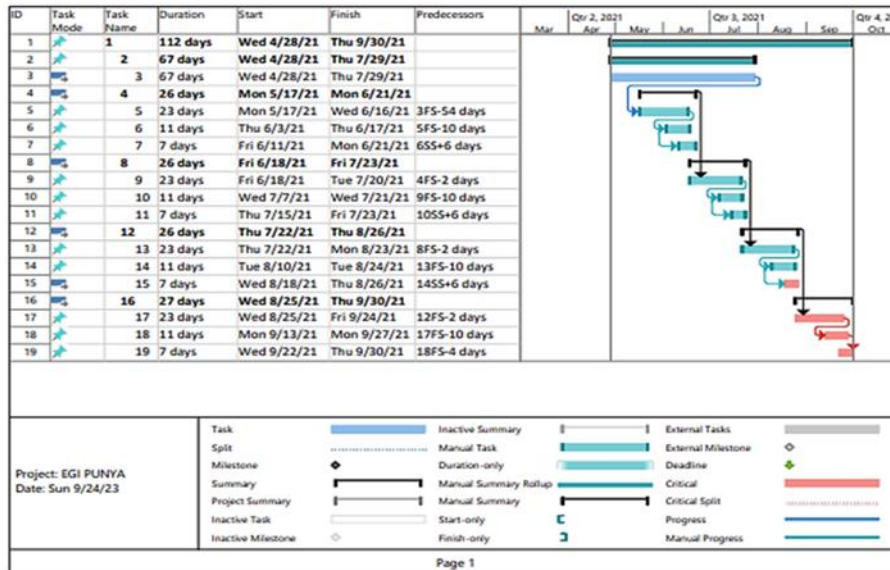 ID Task Mode Task Name Duration Start Finish Predecessors
Qtr 2, 2021 Qtr 3, 2021 Qtr 4, 2
Mar Apr May Jun Jul Aug Sep Oct
1 1 112 days Wed 4/28/21 Thu 9/30/21
2 2 67 days Wed 4/28/21 Thu 7/29/21
3 3 67 days Wed 4/28/21 Thu 7/29/21
4 4 26 days Mon 5/17/21 Mon 6/21/21
5 5 23 days Mon 5/17/21 Wed 6/16/21 3FS-54 days
6 6 11 days Thu 6/3/21 Thu 6/17/21 5FS-10 days
7 7 7 days Fri 6/11/21 Mon 6/21/21 6SS+6 days
8 8 26 days Fri 6/18/21 Fri 7/23/21
9 9 23 days Fri 6/18/21 Tue 7/20/21 4FS-2 days
10 10 11 days Wed 7/7/21 Wed 7/21/21 9FS-10 days
11 11 7 days Thu 7/15/21 Fri 7/23/21 10SS+6 days
12 12 26 days Thu 7/22/21 Thu 8/26/21
13 13 23 days Thu 7/22/21 Mon 8/23/21 8FS-2 days
14 14 11 days Tue 8/10/21 Tue 8/24/21 13FS-10 days
15 15 7 days Wed 8/18/21 Thu 8/26/21 14SS+6 days
16 16 27 days Wed 8/25/21 Thu 9/30/21
17 17 23 days Wed 8/25/21 Fri 9/24/21 12FS-2 days
18 18 11 days Mon 9/13/21 Mon 9/27/21 17FS-10 days
19 19 7 days Wed 9/22/21 Thu 9/30/21 18FS-4 days
Project: EGI PUNYA
Date: Sun 9/24/23
Task Inactive Summary External Tasks
Split Manual Task External Milestone
Milestone Duration-only Deadline
Summary Manual Summary Rollup Critical
Project Summary Manual Summary Critical Split
Inactive Task Start-only Progress
Inactive Milestone Finish-only Manual Progress
Page 1